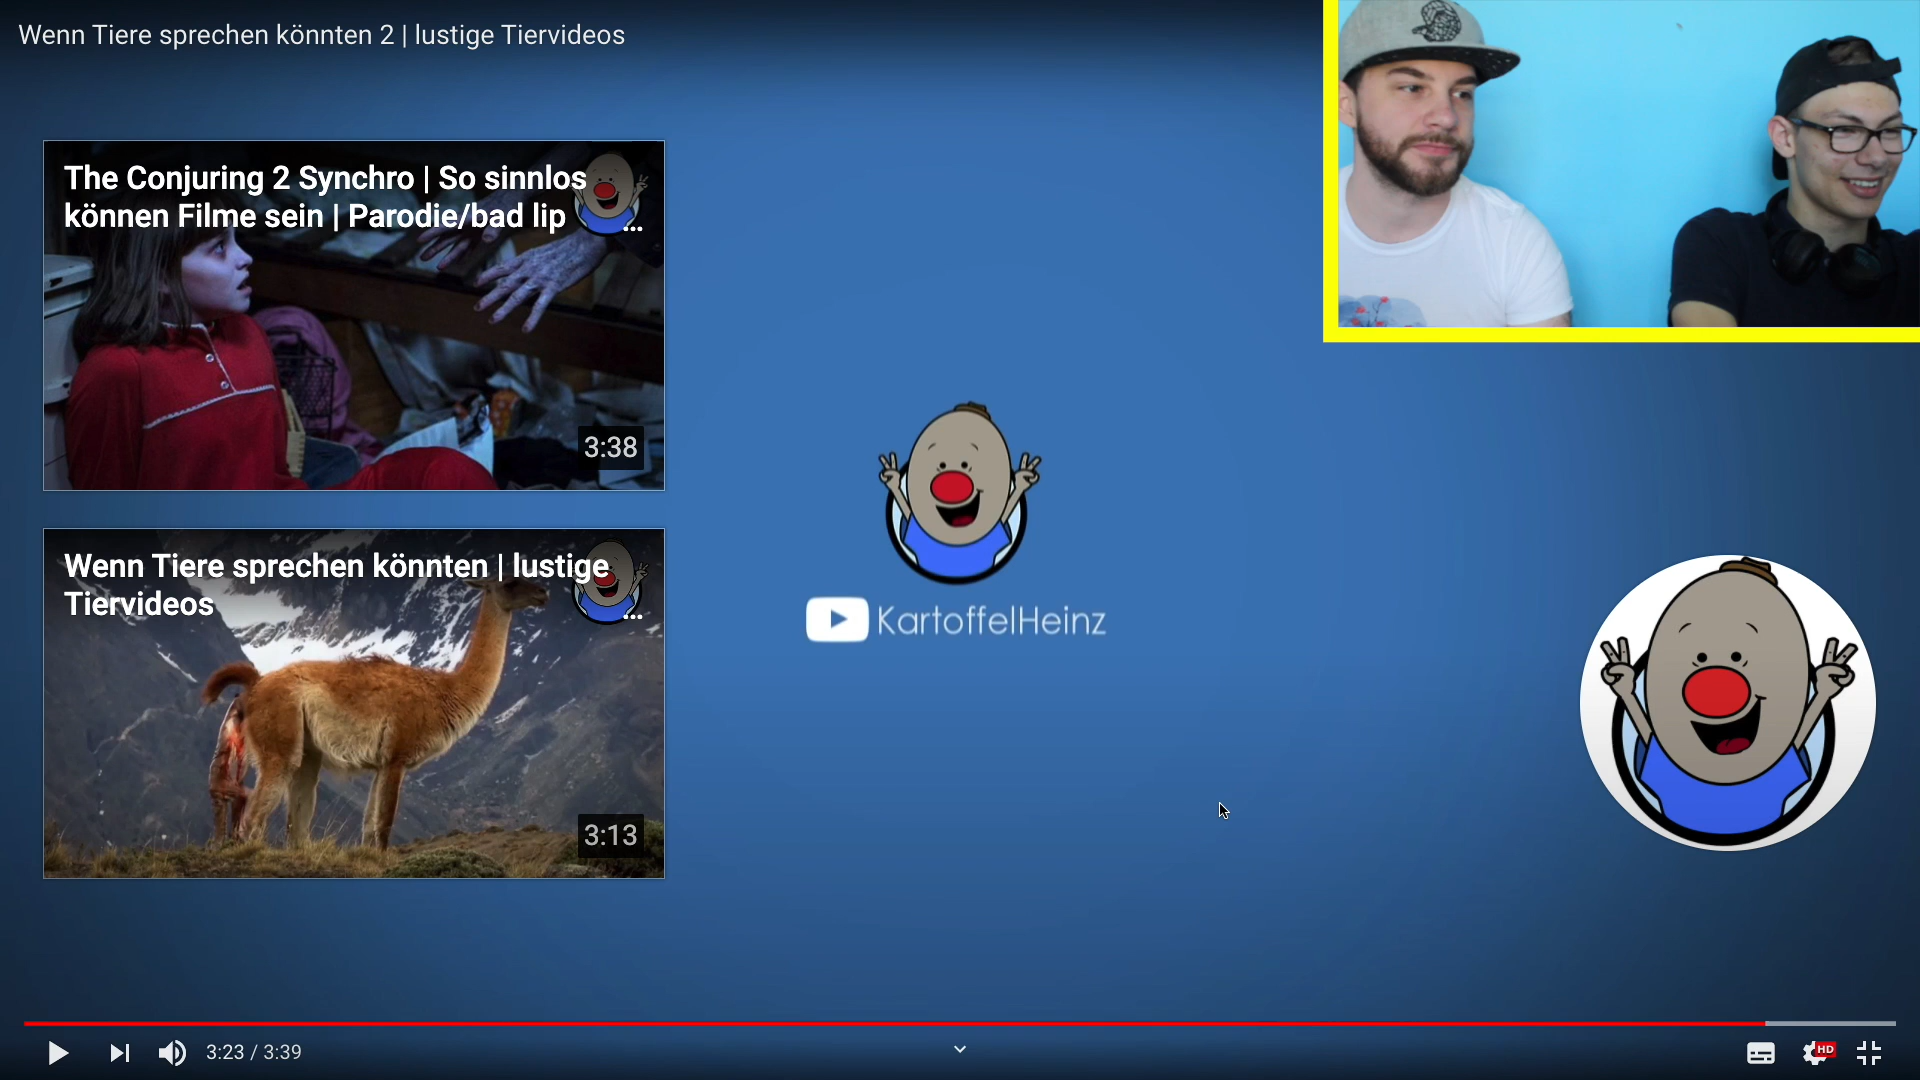 Wenn Tiere sprechen könnten 2 | lustige Tiervideos
The Conjuring 2 Synchro | So sinnlos
können Filme sein | Parodie/bad lip
...
3:38
Wenn Tiere sprechen könnten | lustige
Tiervideos
...
3:13
KartoffelHeinz
3:23 / 3:39
HD